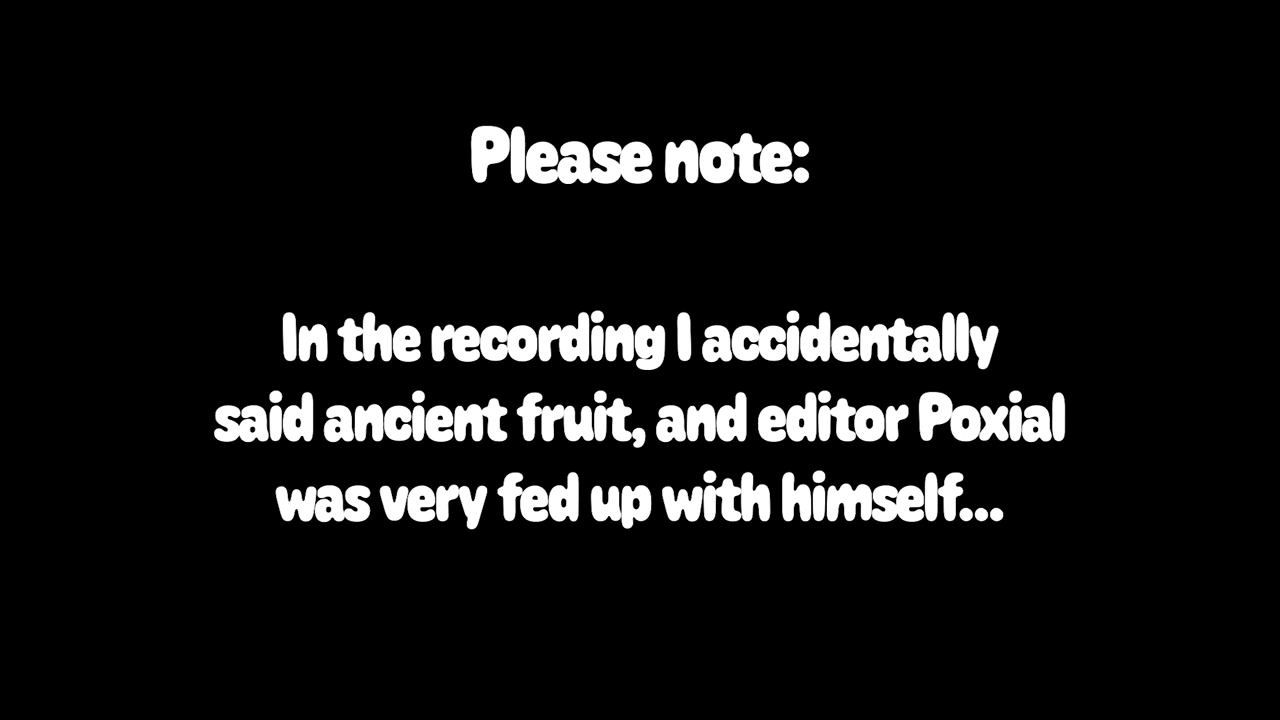 Please note:
In the recording I accidentally
said ancient fruit, and editor Poxial
was very fed up with himself...